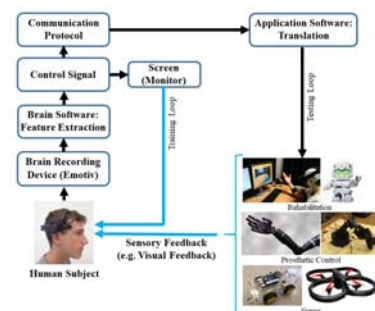 Communication
Protocol
Application Software:
Translation
Control Signal
Screen
(Monitor)
Brain Software:
Feature Extraction
Training Loop
Testing Loop
Brain Recording
Device (Emotiv)
Rehabilitation
Sensory Feedback
(e.g. Visual Feedback)
Human Subject
Prosthetic Control